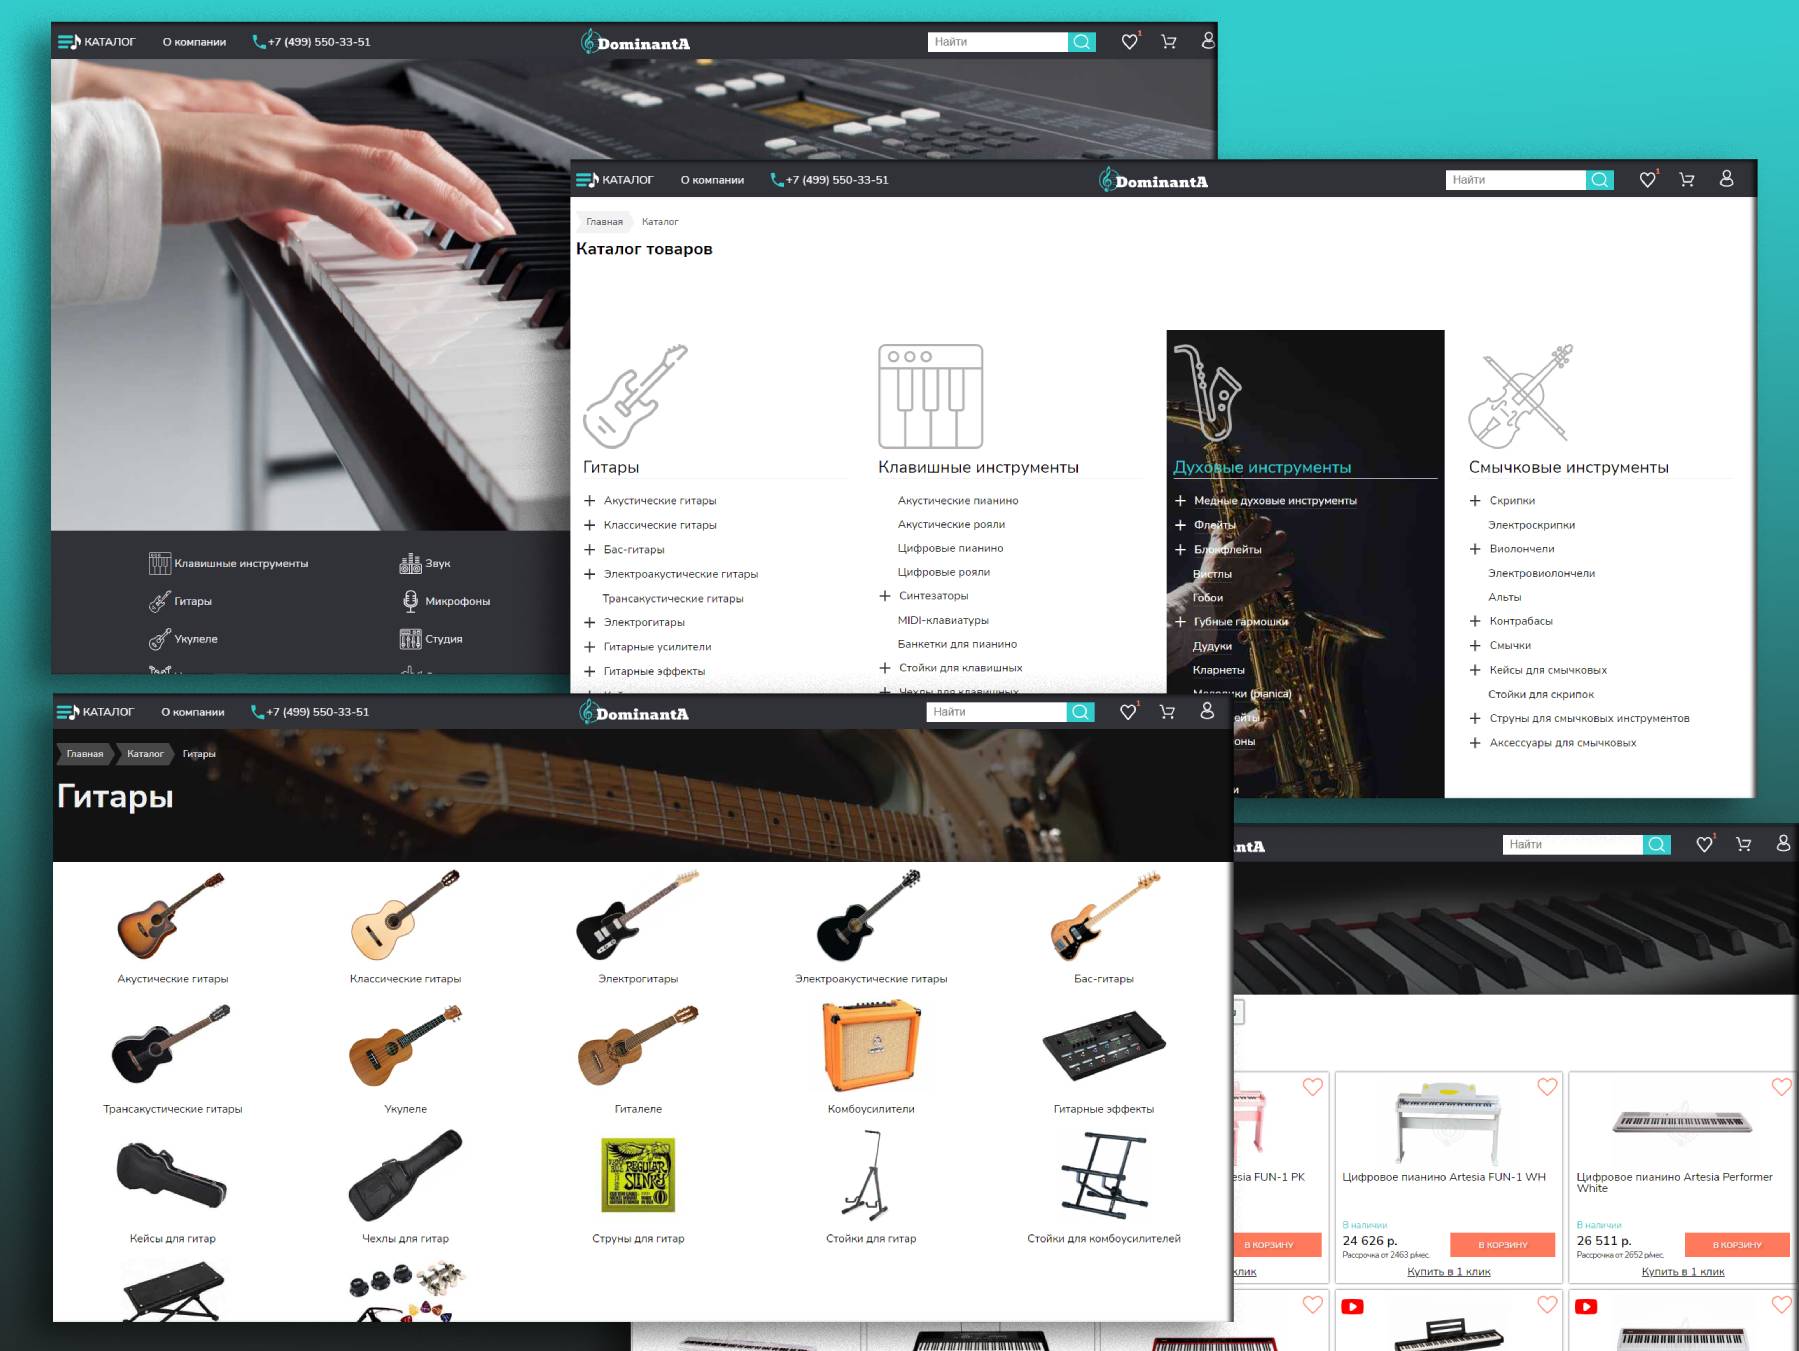 КАТАЛОГ О компании +7 (499) 550-33-51 DominantA Найти 1
Клавишные инструменты
Гитары
Укулеле
Звук
Микрофоны
Студия
КАТАЛОГ О компании +7 (499) 550-33-51 DominantA Найти 1
Главная Каталог
Каталог товаров
Гитары
Акустические гитары
Классические гитары
Бас-гитары
Электроакустические гитары
Трансакустические гитары
Электрогитары
Гитарные усилители
Гитарные эффекты
Клавишные инструменты
Акустические пианино
Акустические рояли
Цифровые пианино
Цифровые рояли
Синтезаторы
MIDI-клавиатуры
Банкетки для пианино
Стойки для клавишных
Чехлы для клавишных
Духовые инструменты
Медные духовые инструменты
Флейты
Блокфлейты
Вистлы
Гобои
Губные гармошки
Дудуки
Кларнеты
Мелодики (pianica)
Смычковые инструменты
Скрипки
Электроскрипки
Виолончели
Электровиолончели
Альты
Контрабасы
Смычки
Кейсы для смычковых
Стойки для скрипок
Струны для смычковых инструментов
Аксессуары для смычковых
КАТАЛОГ О компании +7 (499) 550-33-51 DominantA Найти 1
Главная Каталог Гитары
Гитары
Акустические гитары Классические гитары Электрогитары Электроакустические гитары Бас-гитары
Трансакустические гитары Укулеле Гиталеле Комбоусилители Гитарные эффекты
REGULAR
SLINKY
Кейсы для гитар Чехлы для гитар Струны для гитар Стойки для гитар Стойки для комбоусилителей
ntA Найти 1
esia FUN-1 PK
В КОРЗИНУ
клик
Цифровое пианино Artesia FUN-1 WH
В наличии
24 626 р.
Рассрочка от 2463 р/мес.
В КОРЗИНУ
Купить в 1 клик
Цифровое пианино Artesia Performer
White
В наличии
26 511 р.
Рассрочка от 2652 р/мес.
В КОРЗИНУ
Купить в 1 клик